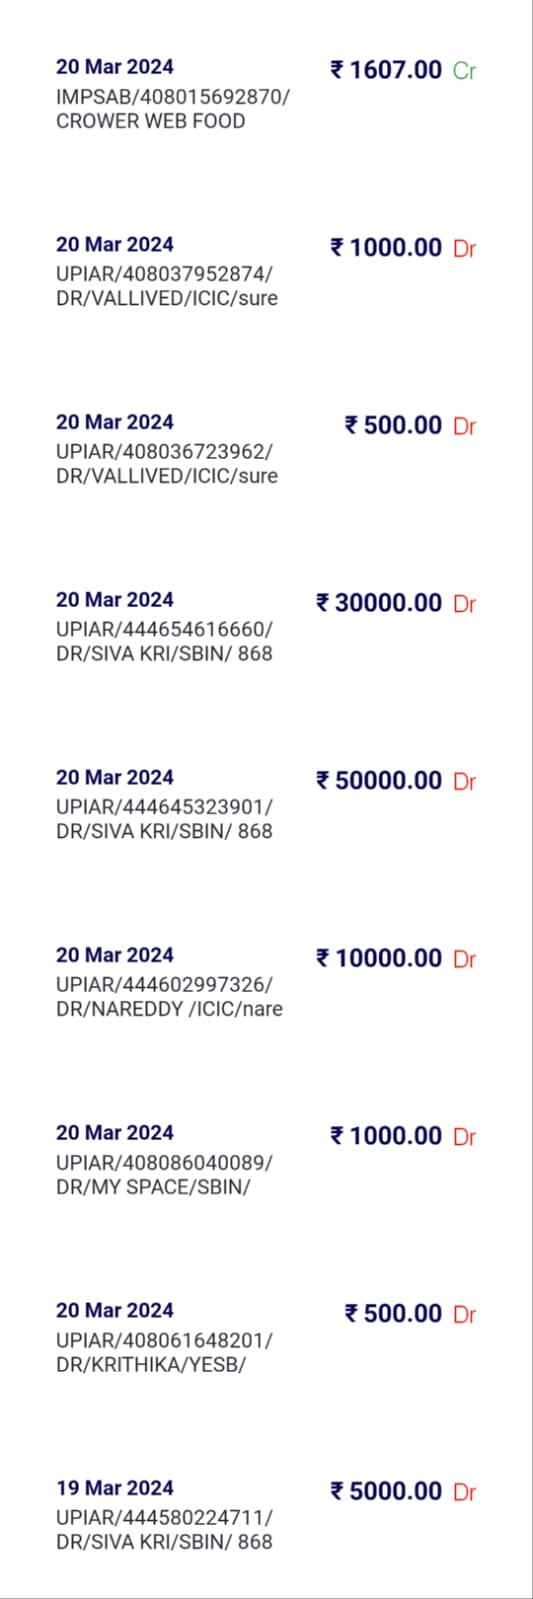 20 Mar 2024 ₹ 1607.00 Cr
IMPSAB/408015692870/
CROWER WEB FOOD
20 Mar 2024 ₹ 1000.00 Dr
UPIAR/408037952874/
DR/VALLIVED/ICIC/sure
20 Mar 2024 ₹ 500.00 Dr
UPIAR/408036723962/
DR/VALLIVED/ICIC/sure
20 Mar 2024 ₹ 30000.00 Dr
UPIAR/444654616660/
DR/SIVA KRI/SBIN/ 868
20 Mar 2024 ₹ 50000.00 Dr
UPIAR/444645323901/
DR/SIVA KRI/SBIN/ 868
20 Mar 2024 ₹ 10000.00 Dr
UPIAR/444602997326/
DR/NAREDDY /ICIC/nare
20 Mar 2024 ₹ 1000.00 Dr
UPIAR/408086040089/
DR/MY SPACE/SBIN/
20 Mar 2024 ₹ 500.00 Dr
UPIAR/408061648201/
DR/KRITHIKA/YESB/
19 Mar 2024 ₹ 5000.00 Dr
UPIAR/444580224711/
DR/SIVA KRI/SBIN/ 868